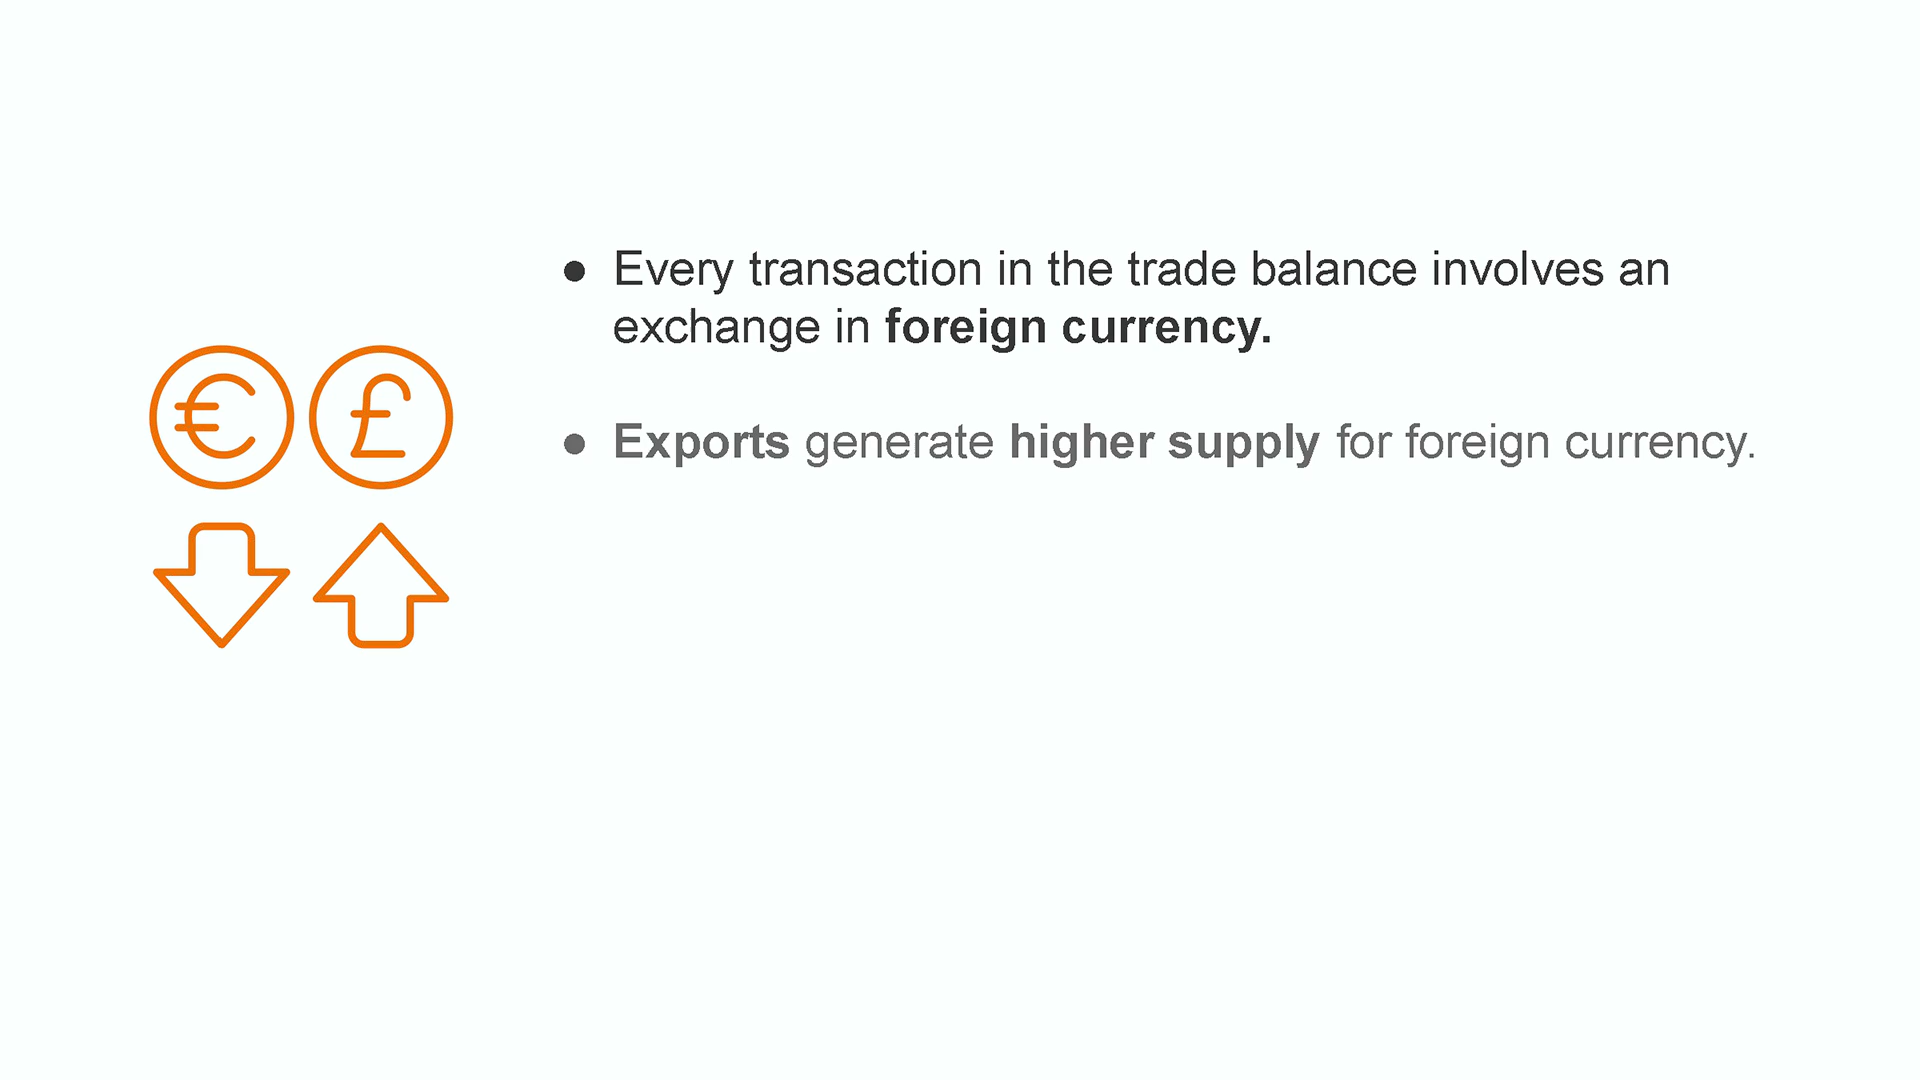 ● Every transaction in the trade balance involves an
exchange in foreign currency.
● Exports generate higher supply for foreign currency.
€ £